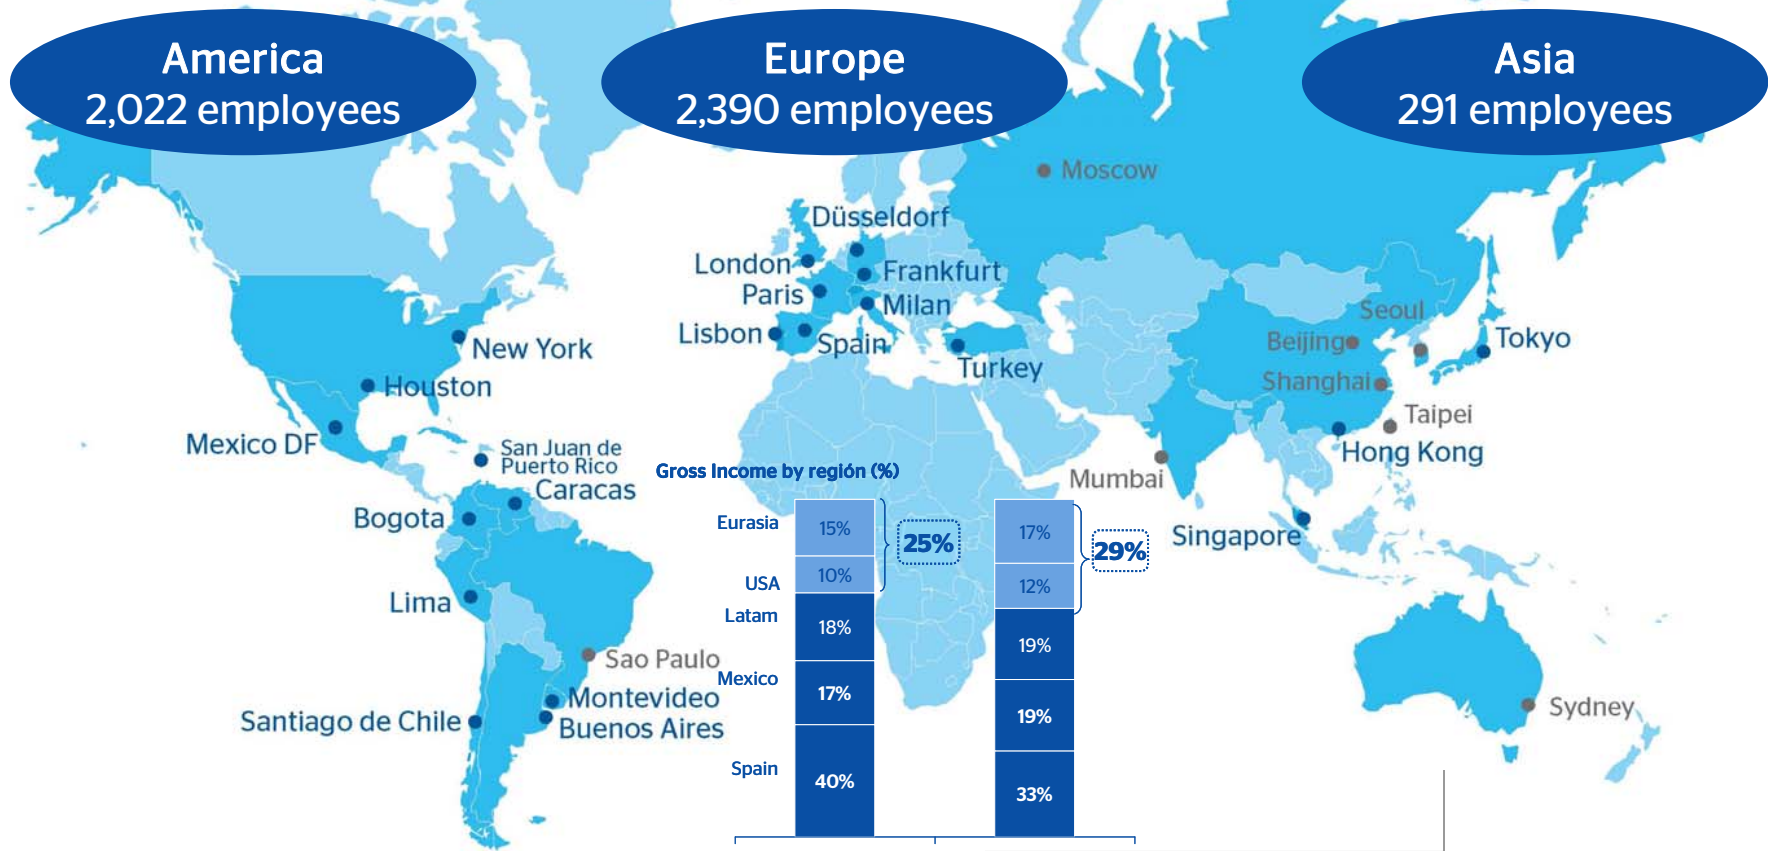 America
2,022 employees
Europe
2,390 employees
Asia
291 employees
Moscow
Düsseldorf
London
Frankfurt
Paris
Milan
Lisbon
Spain
Turkey
New York
Houston
Mexico DF
San Juan de
Puerto Rico
Caracas
Bogota
Lima
Sao Paulo
Montevideo
Santiago de Chile
Buenos Aires
Seoul
Beijing
Tokyo
Shanghai
Taipei
Hong Kong
Mumbai
Singapore
Sydney
Gross Income by región (%)
Eurasia
USA
Latam
Mexico
Spain
15%
10%
18%
17%
40%
25%
17%
12%
19%
19%
33%
29%